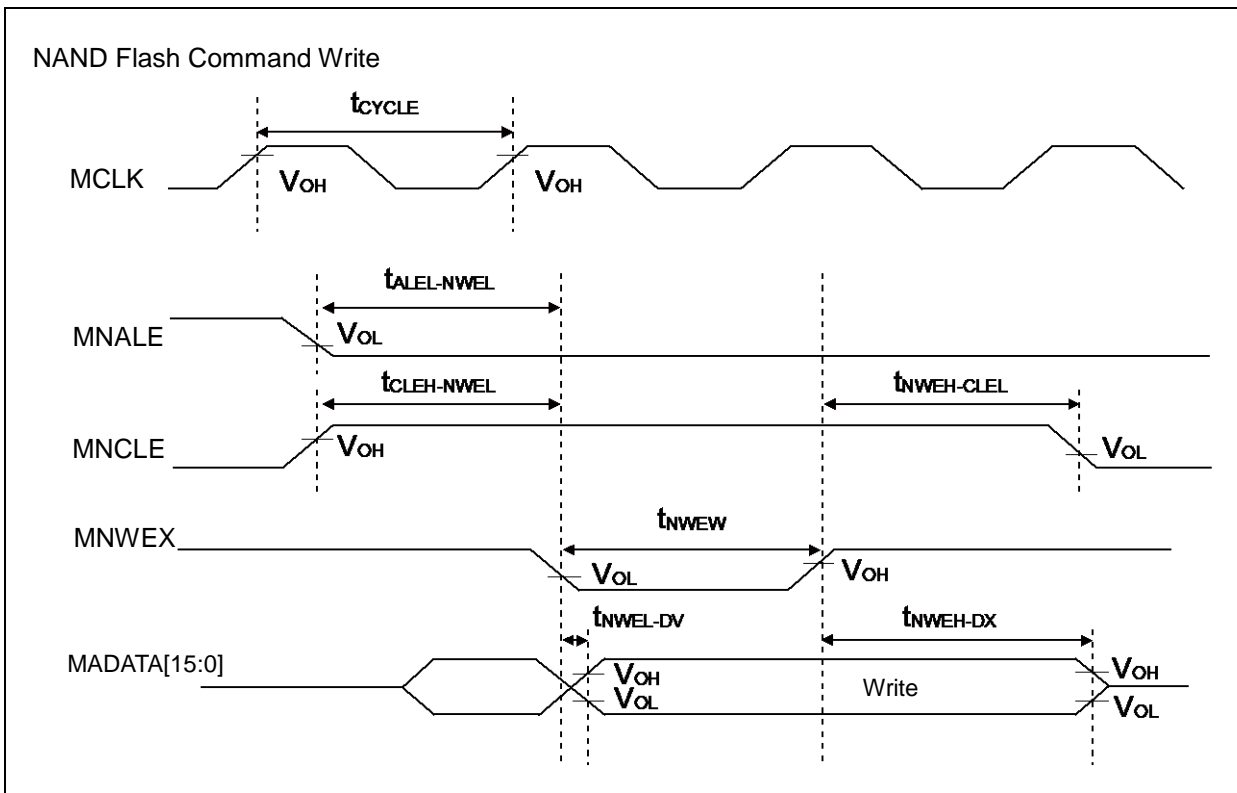 NAND Flash Command Write
tCYCLE
MCLK
VOH
VOH
tALEL-NWEL
MNALE
VOL
tCLEH-NWEL
tNWEH-CLEL
MNCLE
VOH
VOL
MNWEX
tNWEW
VOL
VOH
tNWEL-DV
tNWEH-DX
MADATA[15:0]
VOH
VOL
Write
VOH
VOL